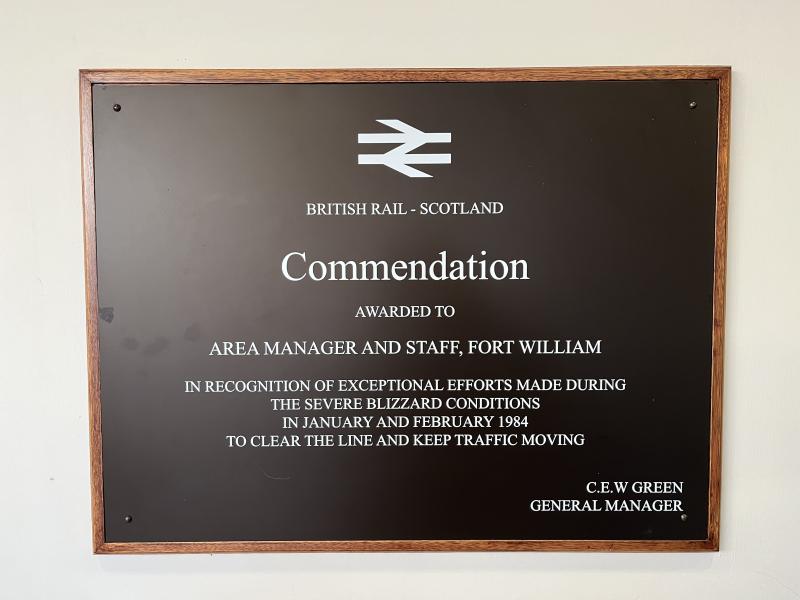 BRITISH RAIL - SCOTLAND
Commendation
AWARDED TO
AREA MANAGER AND STAFF, FORT WILLIAM
IN RECOGNITION OF EXCEPTIONAL EFFORTS MADE DURING
THE SEVERE BLIZZARD CONDITIONS
IN JANUARY AND FEBRUARY 1984
TO CLEAR THE LINE AND KEEP TRAFFIC MOVING
C.E.W GREEN
GENERAL MANAGER